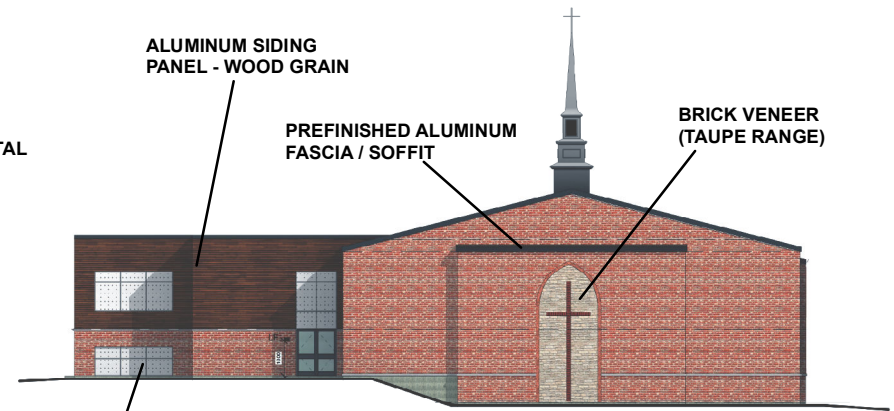 ALUMINUM SIDING
PANEL - WOOD GRAIN
PREFINISHED ALUMINUM
FASCIA / SOFFIT
BRICK VENEER
(TAUPE RANGE)
TAL